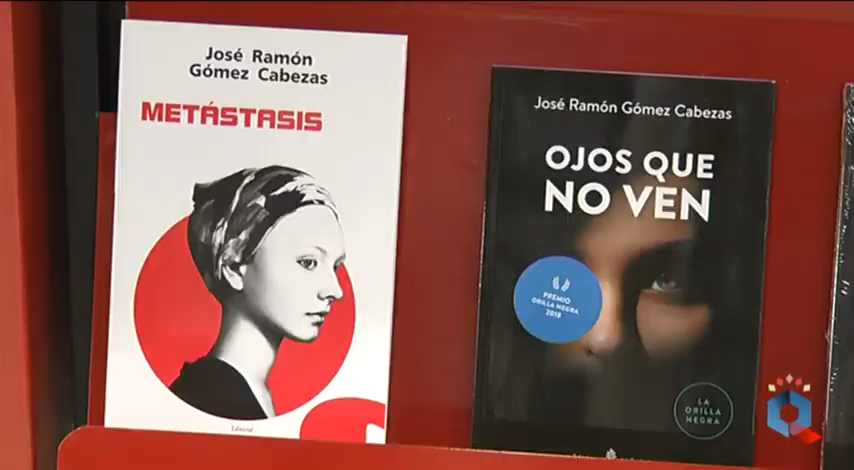 José Ramón
Gómez Cabezas
METÁSTASIS
Editorial
José Ramón Gómez Cabezas
OJOS QUE
NO VEN
PREMIO
ORILLA NEGRA
2018
LA
ORILLA
NEGRA